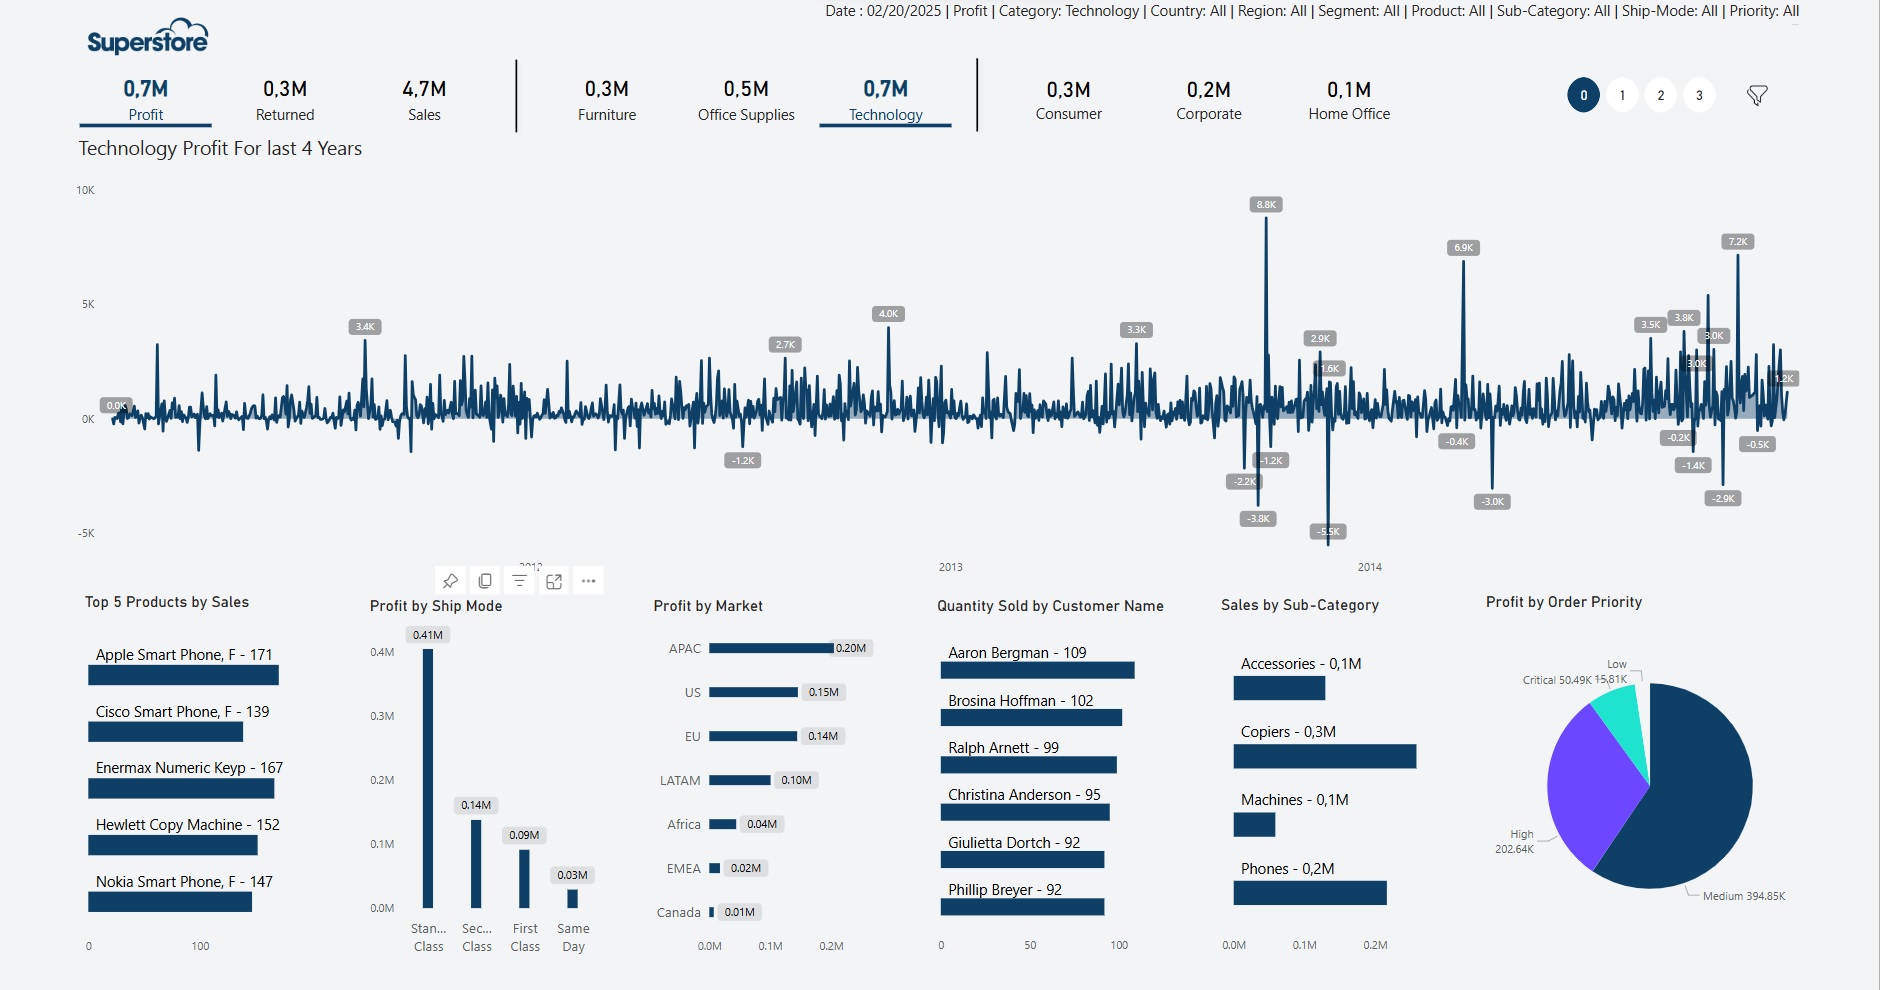 Date : 02/20/2025 | Profit | Category: Technology | Country: All | Region: All | Segment: All | Product: All | Sub-Category: All | Ship-Mode: All | Priority: All
Superstore
0,7M
Profit
0,3M
Returned
4,7M
Sales
0,3M
Furniture
0,5M
Office Supplies
0,7M
Technology
0,3M
Consumer
0,2M
Corporate
0,1M
Home Office
0
1
2
3
Technology Profit For last 4 Years
10K
5K
0K
-5K
0.0K
3.4K
2.7K
-1.2K
4.0K
3.3K
-2.2K
-3.8K
8.8K
-1.2K
2.9K
1.6K
-5.5K
-0.4K
6.9K
-3.0K
3.5K
-0.2K
3.8K
-1.4K
3.0K
3.0K
-2.9K
7.2K
-0.5K
1.2K
2012
2013
2014
Top 5 Products by Sales
Apple Smart Phone, F - 171
Cisco Smart Phone, F - 139
Enermax Numeric Keyp - 167
Hewlett Copy Machine - 152
Nokia Smart Phone, F - 147
0
100
Profit by Ship Mode
0.4M
0.3M
0.2M
0.1M
0.0M
0.41M
0.14M
0.09M
0.03M
Stan...
Class
Sec...
Class
First
Class
Same
Day
Profit by Market
APAC
0.20M
US
0.15M
EU
0.14M
LATAM
0.10M
Africa
0.04M
EMEA
0.02M
Canada
0.01M
0.0M
0.1M
0.2M
Quantity Sold by Customer Name
Aaron Bergman - 109
Brosina Hoffman - 102
Ralph Arnett - 99
Christina Anderson - 95
Giulietta Dortch - 92
Phillip Breyer - 92
0
50
100
Sales by Sub-Category
Accessories - 0,1M
Copiers - 0,3M
Machines - 0,1M
Phones - 0,2M
0.0M
0.1M
0.2M
Profit by Order Priority
Low
15.81K
Critical 50.49K
High
202.64K
Medium 394.85K